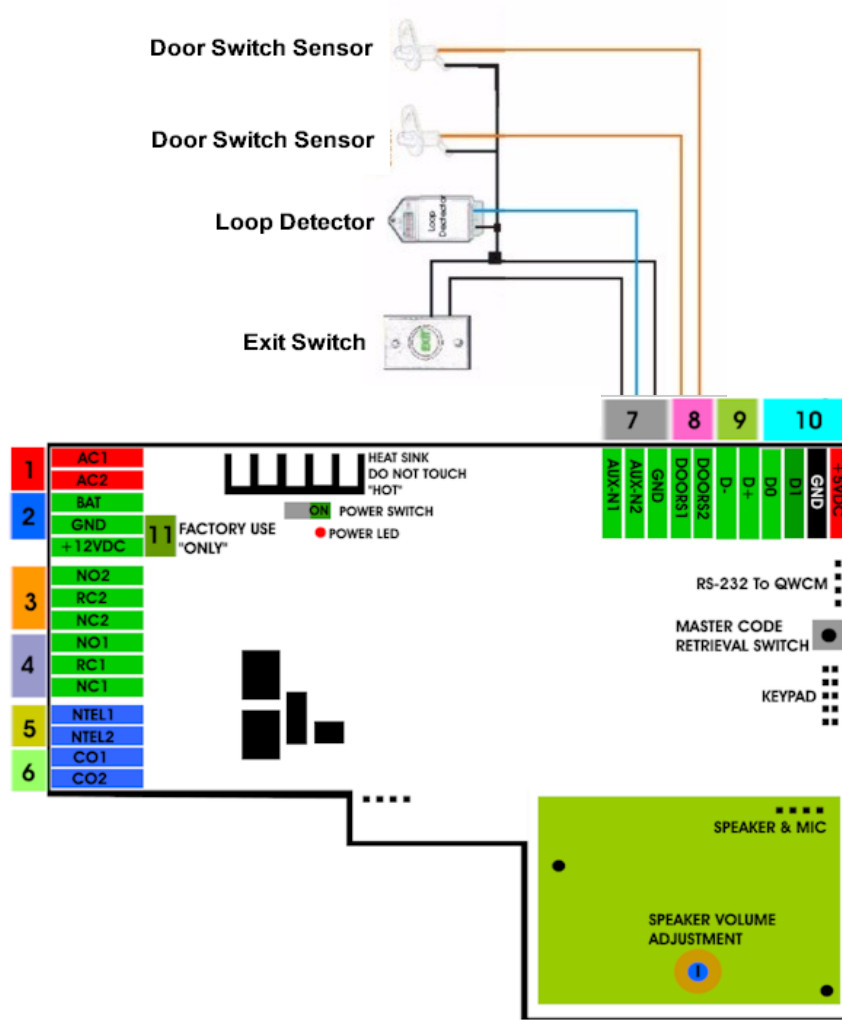 Door Switch Sensor
Door Switch Sensor
Loop Detector
Loop
Dectector
Exit Switch
EXIT
7
8
9
10
AUX-N1
AUX-N2
GND
DOORS1
DOORS2
D-
D+
D0
D1
GND
+5VDC
1
AC1
AC2
2
BAT
GND
+12VDC
11
FACTORY USE
"ONLY"
HEAT SINK
DO NOT TOUCH
"HOT"
ON
POWER SWITCH
POWER LED
3
NO2
RC2
NC2
4
NO1
RC1
NC1
5
NTEL1
NTEL2
6
CO1
CO2
RS-232 To QWCM
MASTER CODE
RETRIEVAL SWITCH
KEYPAD
SPEAKER & MIC
SPEAKER VOLUME
ADJUSTMENT